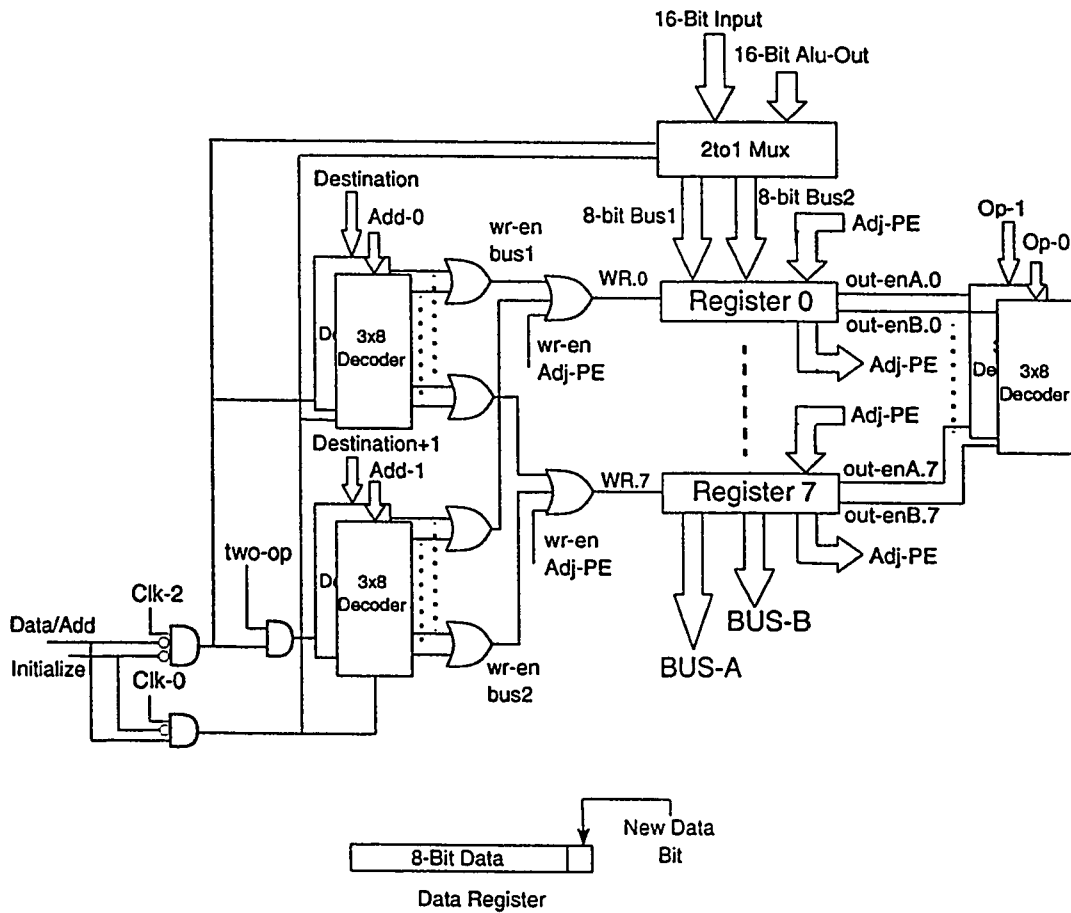 16-Bit Input
16-Bit Alu-Out
2to1 Mux
Destination
Add-0
wr-en
bus1
8-bit Bus1
8-bit Bus2
Adj-PE
Op-1
Op-0
WR.0
Register 0
out-enA.0
out-enB.0
De
3x8
Decoder
wr-en
Adj-PE
Adj-PE
De
3x8
Decoder
Destination+1
Add-1
Adj-PE
WR.7
Register 7
out-enA.7
out-enB.7
wr-en
Adj-PE
Adj-PE
two-op
De
3x8
Decoder
Clk-2
Data/Add
Initialize
Clk-0
wr-en
bus2
BUS-B
BUS-A
New Data
Bit
8-Bit Data
Data Register